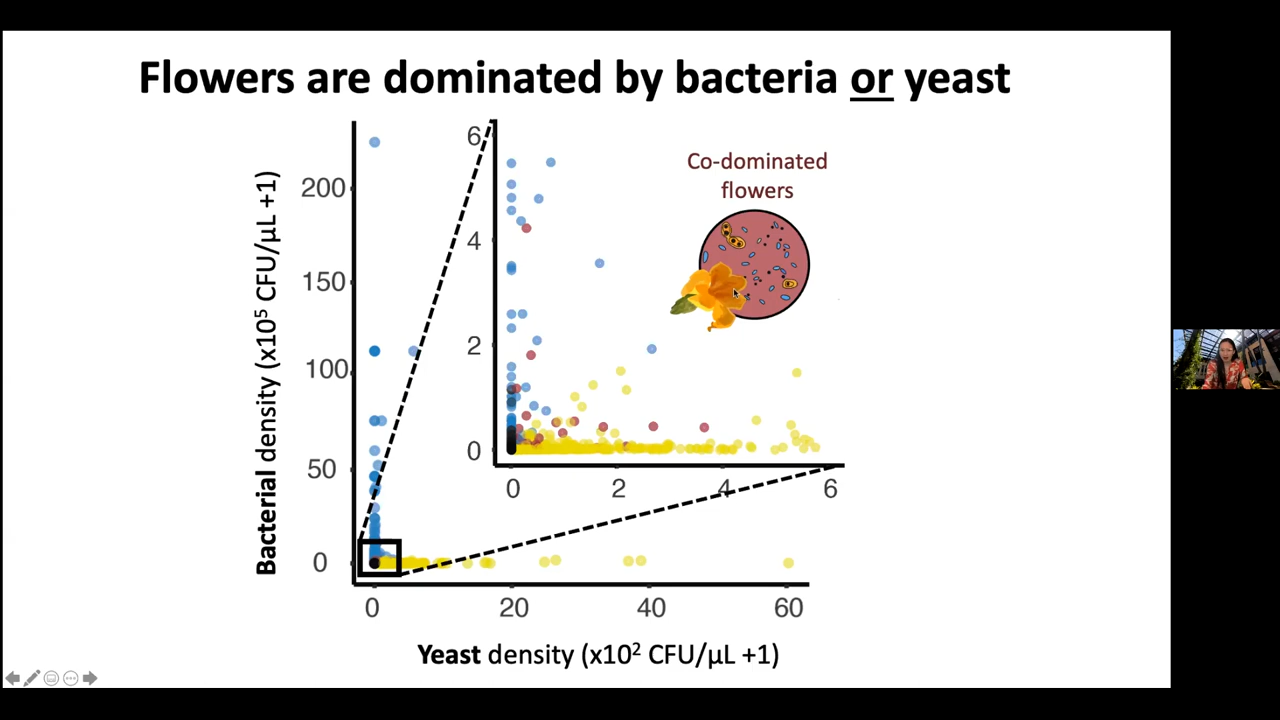 Flowers are dominated by bacteria or yeast
Bacterial density (x10⁵ CFU/μL +1)
200
150
100
50
0
6
4
2
0
Co-dominated
flowers
0 2 4 6
0 20 40 60
Yeast density (x10² CFU/μL +1)